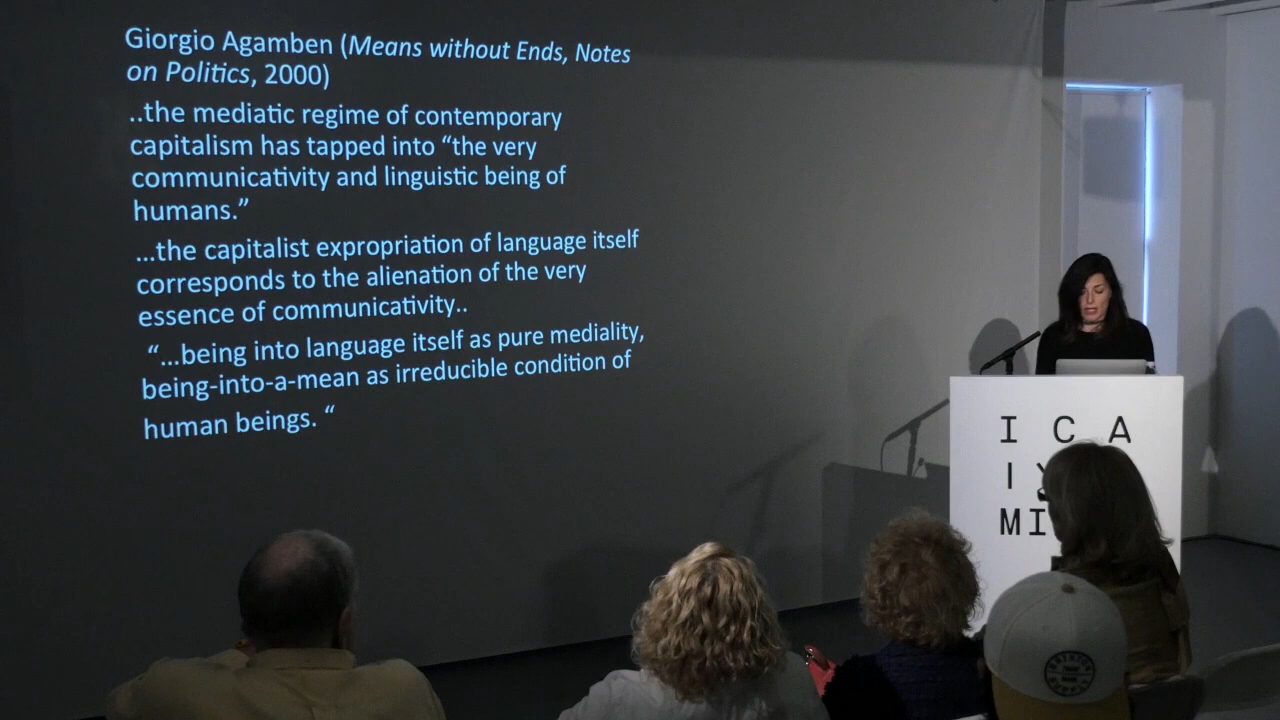 Giorgio Agamben (Means without Ends, Notes
on Politics, 2000)
..the mediatic regime of contemporary
capitalism has tapped into “the very
communicativity and linguistic being of
humans.”
...the capitalist expropriation of language itself
corresponds to the alienation of the very
essence of communicativity..
“...being into language itself as pure mediality,
being-into-a-mean as irreducible condition of
human beings. “
I C A
I
MI
SUPPLY